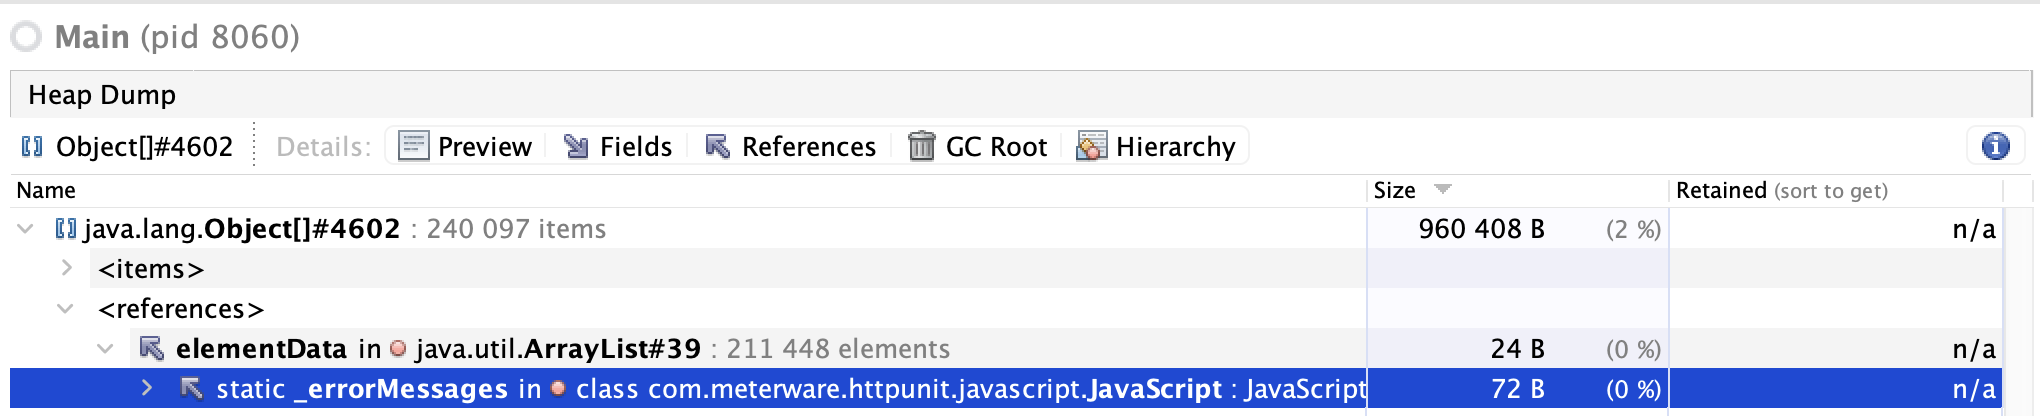 Main (pid 8060)
Heap Dump
Object[]#4602 Details: Preview Fields References GC Root Hierarchy
Name Size Retained (sort to get)
java.lang.Object[]#4602 : 240 097 items 960 408 B (2 %) n/a
<items>
<references>
elementData in java.util.ArrayList#39 : 211 448 elements 24 B (0 %) n/a
static _errorMessages in class com.meterware.httpunit.javascript.JavaScript : JavaScript 72 B (0 %) n/a